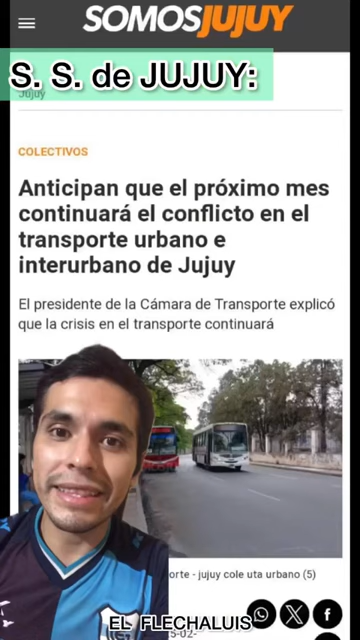 SOMOSJUJUY
S. S. de JUJUY:
Jujuy
COLECTIVOS
Anticipan que el próximo mes
continuará el conflicto en el
transporte urbano e
interurbano de Jujuy
El presidente de la Cámara de Transporte explicó
que la crisis en el transporte continuará
orte - jujuy cole uta urbano (5)
EL FLECHALUIS
5-02-